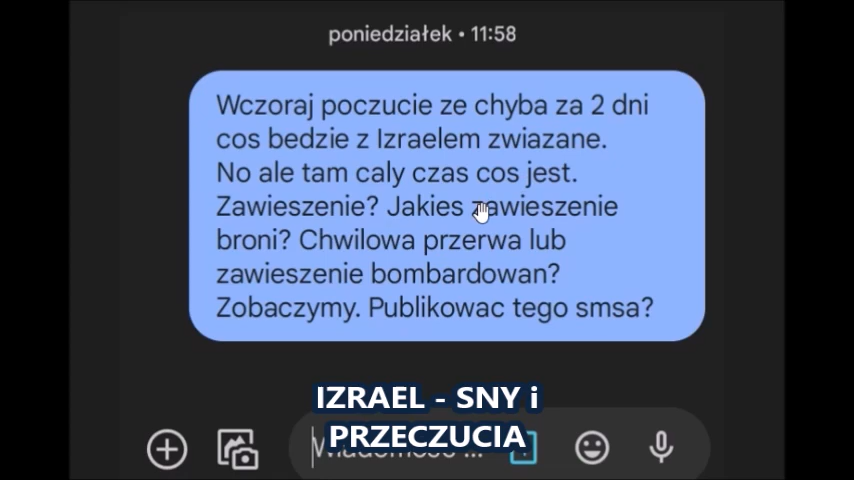 poniedziałek • 11:58
Wczoraj poczucie ze chyba za 2 dni
cos bedzie z Izraelem zwiazane.
No ale tam caly czas cos jest.
Zawieszenie? Jakies zawieszenie
broni? Chwilowa przerwa lub
zawieszenie bombardowan?
Zobaczymy. Publikowac tego smsa?
IZRAEL - SNY i
PRZECZUCIA